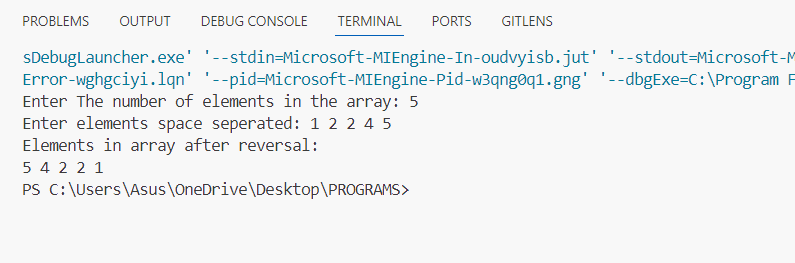 PROBLEMS OUTPUT DEBUG CONSOLE TERMINAL PORTS GITLENS
sDebugLauncher.exe' '--stdin=Microsoft-MIEngine-In-oudvyisb.jut' '--stdout=Microsoft-M
Error-wghgciyi.lqn' '--pid=Microsoft-MIEngine-Pid-w3qng0q1.gng' '--dbgExe=C:\Program F
Enter The number of elements in the array: 5
Enter elements space seperated: 1 2 2 4 5
Elements in array after reversal:
5 4 2 2 1
PS C:\Users\Asus\OneDrive\Desktop\PROGRAMS>